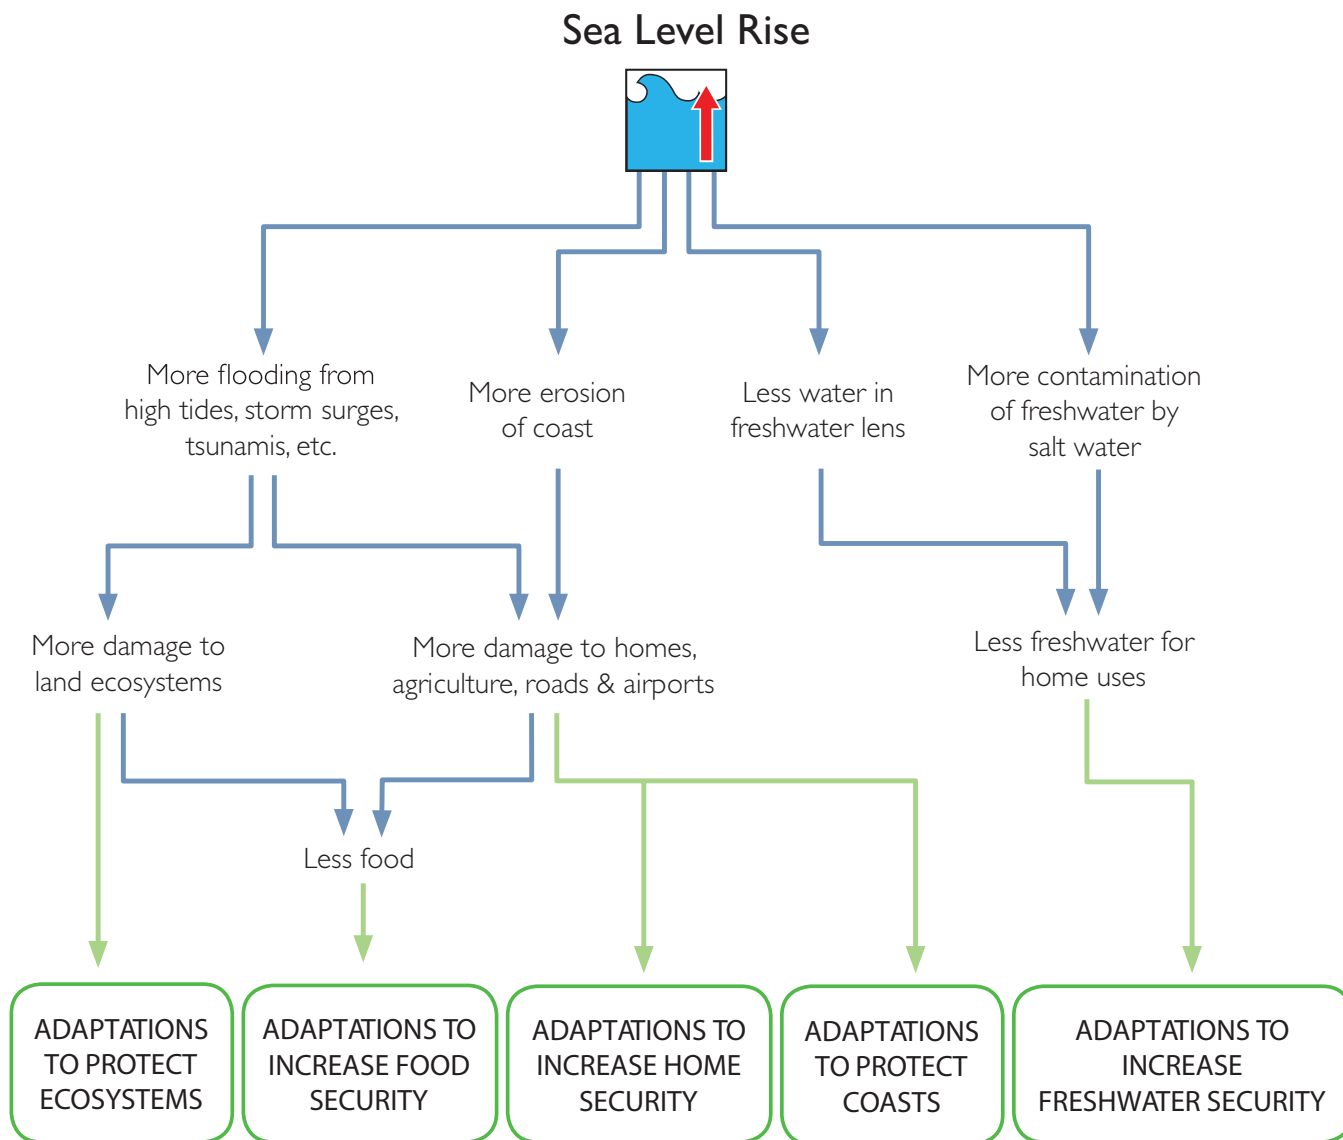 Sea Level Rise
More flooding from
high tides, storm surges,
tsunamis, etc.
More erosion
of coast
Less water in
freshwater lens
More contamination
of freshwater by
salt water
More damage to
land ecosystems
More damage to homes,
agriculture, roads & airports
Less freshwater for
home uses
Less food
ADAPTATIONS
TO PROTECT
ECOSYSTEMS
ADAPTATIONS TO
INCREASE FOOD
SECURITY
ADAPTATIONS TO
INCREASE HOME
SECURITY
ADAPTATIONS
TO PROTECT
COASTS
ADAPTATIONS TO
INCREASE
FRESHWATER SECURITY